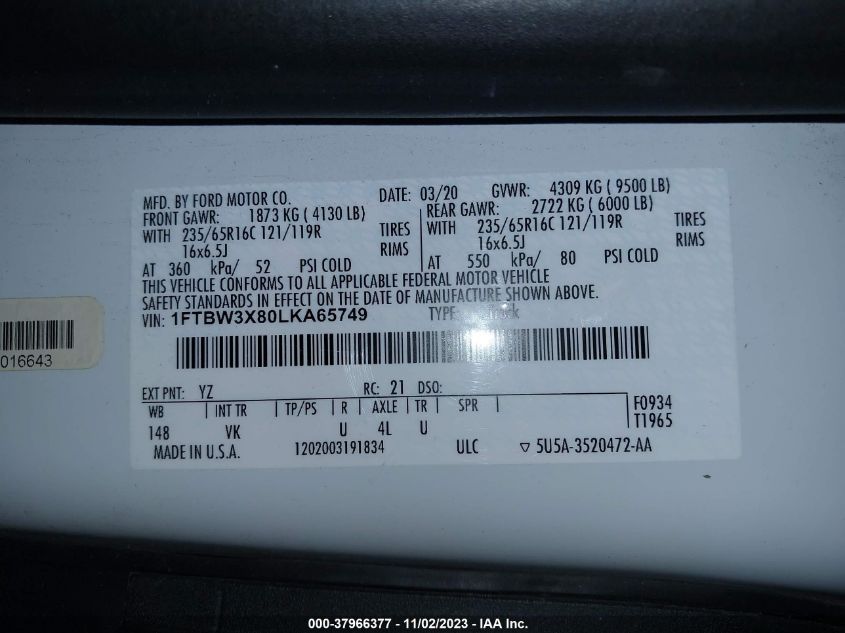 MFD. BY FORD MOTOR CO. DATE: 03/20 GVWR: 4309 KG ( 9500 LB)
FRONT GAWR: 1873 KG ( 4130 LB) REAR GAWR: 2722 KG ( 6000 LB)
WITH 235/65R16C 121/119R TIRES WITH 235/65R16C 121/119R TIRES
16x6.5J RIMS 16x6.5J RIMS
AT 360 kPa/ 52 PSI COLD AT 550 kPa/ 80 PSI COLD
THIS VEHICLE CONFORMS TO ALL APPLICABLE FEDERAL MOTOR VEHICLE
SAFETY STANDARDS IN EFFECT ON THE DATE OF MANUFACTURE SHOWN ABOVE.
VIN: 1FTBW3X80LKA65749 TYPE:
016643
EXT PNT: YZ RC: 21 DSO:
WB INT TR TP/PS R AXLE TR SPR F0934
148 VK U 4L U T1965
MADE IN U.S.A. 1202003191834 ULC ▽ 5U5A-3520472-AA
000-37966377 - 11/02/2023 - © IAA Inc.